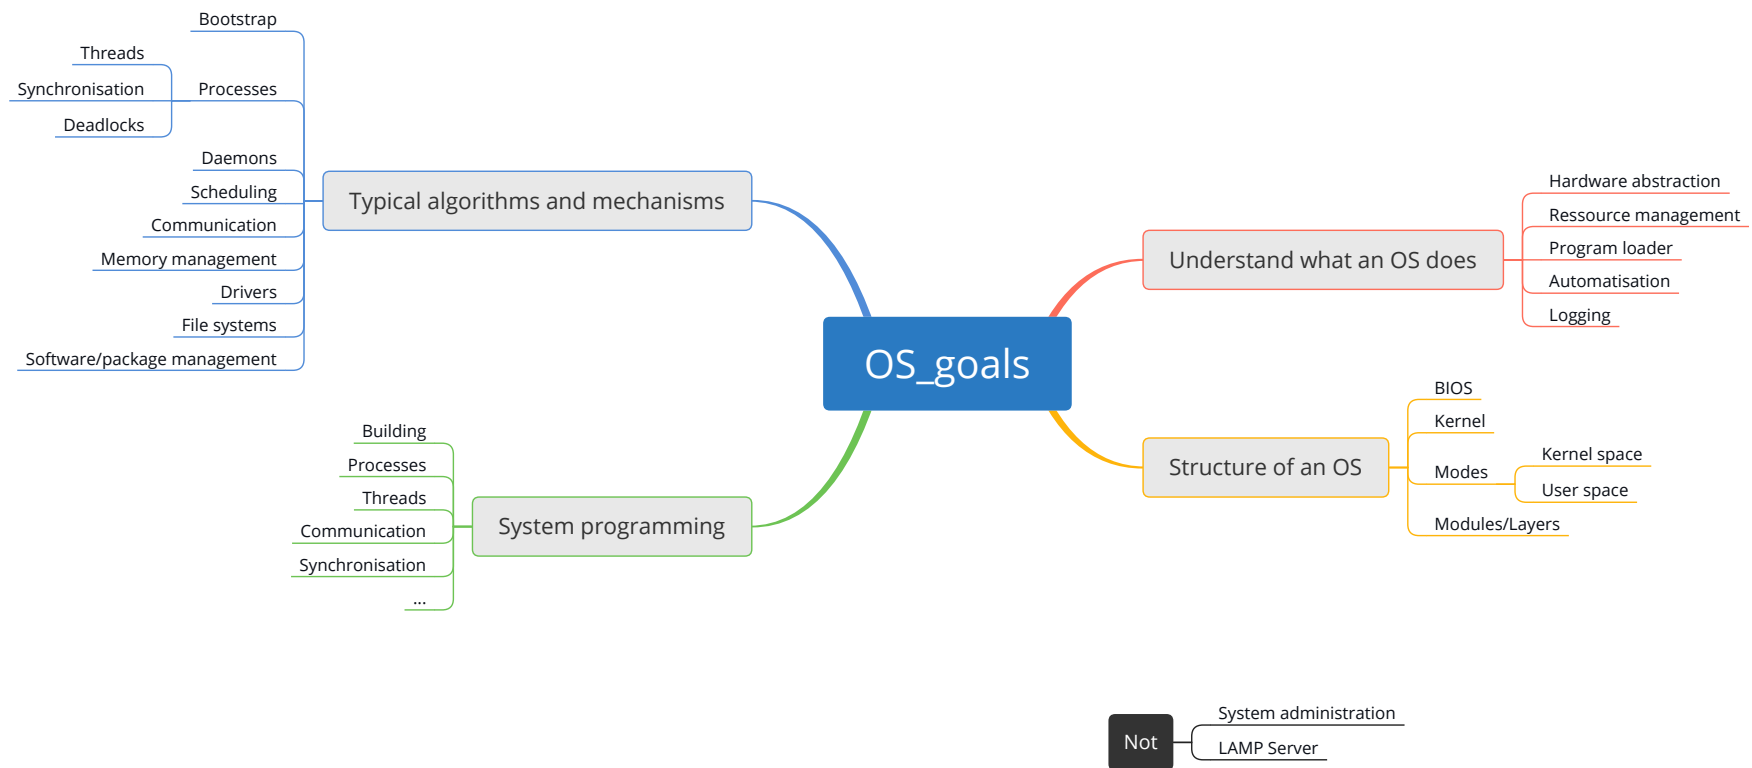 OS_goals
Understand what an OS does
Hardware abstraction
Ressource management
Program loader
Automatisation
Logging
Structure of an OS
BIOS
Kernel
Modes
Kernel space
User space
Modules/Layers
Typical algorithms and mechanisms
Bootstrap
Processes
Threads
Synchronisation
Deadlocks
Daemons
Scheduling
Communication
Memory management
Drivers
File systems
Software/package management
System programming
Building
Processes
Threads
Communication
Synchronisation
...
Not
System administration
LAMP Server